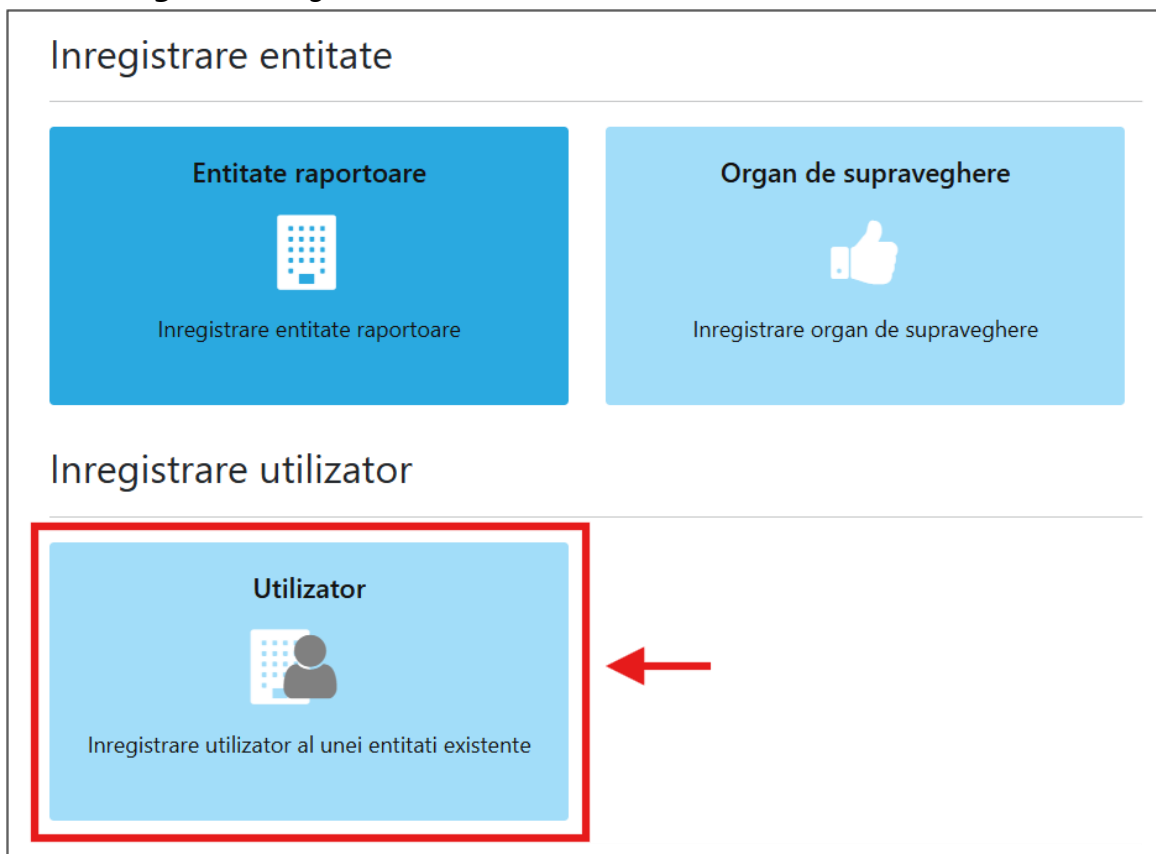 Inregistrare entitate
Entitate raportoare
Organ de supraveghere
Inregistrare entitate raportoare
Inregistrare organ de supraveghere
Inregistrare utilizator
Utilizator
Inregistrare utilizator al unei entitati existente